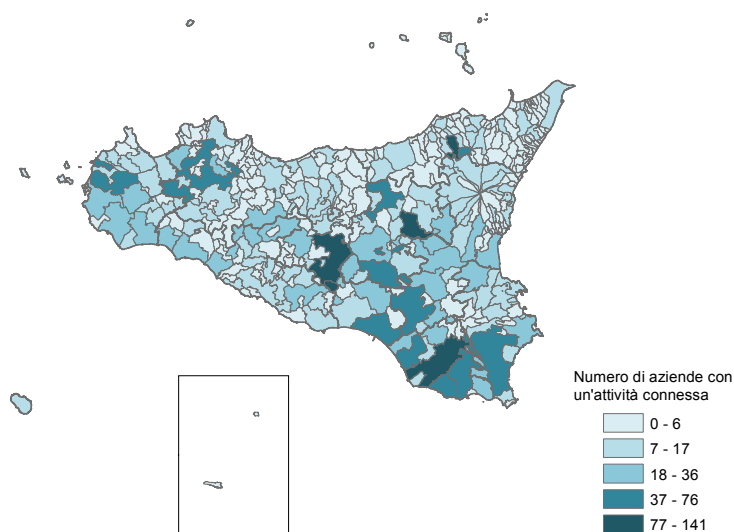 Numero di aziende con
un'attività connessa
0 - 6
7 - 17
18 - 36
37 - 76
77 - 141